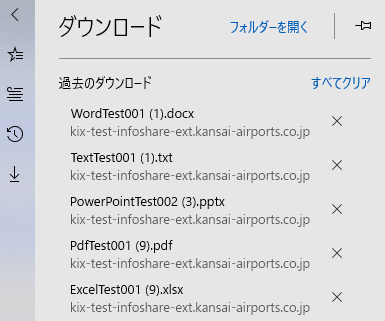 ダウンロード
フォルダーを開く
過去のダウンロード
すべてクリア
WordTest001 (1).docx
kix-test-infoshare-ext.kansai-airports.co.jp
TextTest001 (1).txt
kix-test-infoshare-ext.kansai-airports.co.jp
PowerPointTest002 (3).pptx
kix-test-infoshare-ext.kansai-airports.co.jp
PdfTest001 (9).pdf
kix-test-infoshare-ext.kansai-airports.co.jp
ExcelTest001 (9).xlsx
kix-test-infoshare-ext.kansai-airports.co.jp